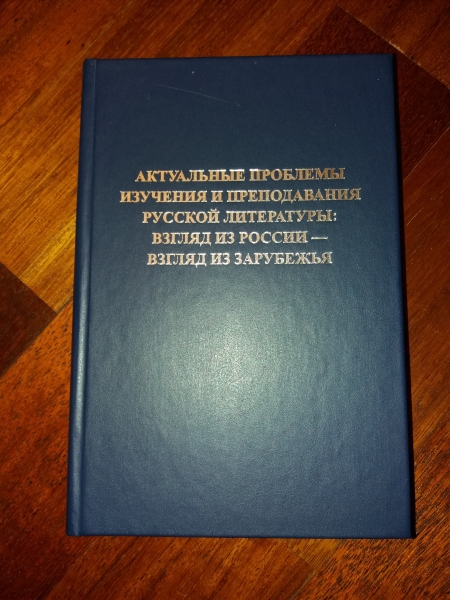 АКТУАЛЬНЫЕ ПРОБЛЕМЫ
ИЗУЧЕНИЯ И ПРЕПОДАВАНИЯ
РУССКОЙ ЛИТЕРАТУРЫ:
ВЗГЛЯД ИЗ РОССИИ —
ВЗГЛЯД ИЗ ЗАРУБЕЖЬЯ